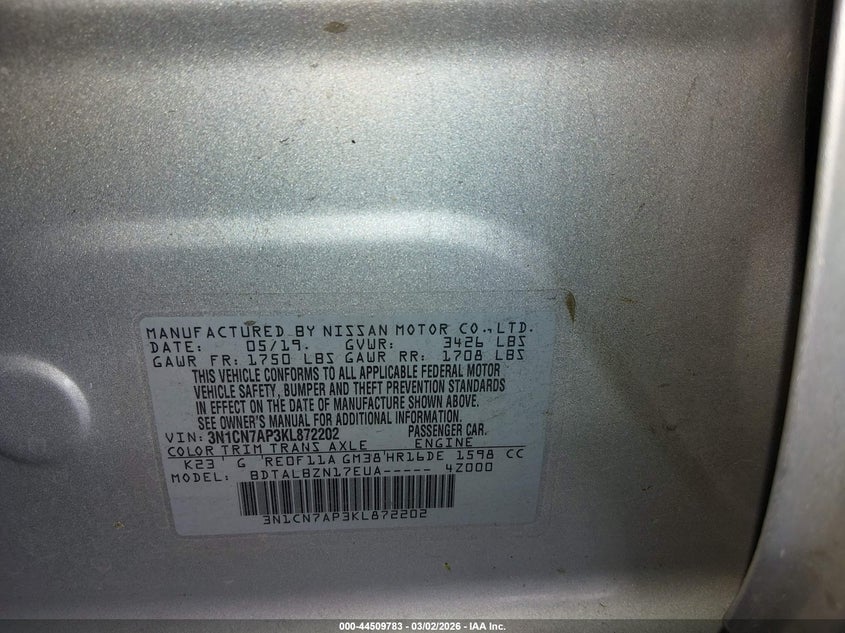 MANUFACTURED BY NISSAN MOTOR CO., LTD.
DATE: 05/19. GVWR: 3426 LBS
GAWR FR: 1750 LBS GAWR RR: 1708 LBS
THIS VEHICLE CONFORMS TO ALL APPLICABLE FEDERAL MOTOR
VEHICLE SAFETY, BUMPER AND THEFT PREVENTION STANDARDS
IN EFFECT ON THE DATE OF MANUFACTURE SHOWN ABOVE.
SEE OWNER'S MANUAL FOR ADDITIONAL INFORMATION.
VIN: 3N1CN7AP3KL872202 PASSENGER CAR
COLOR TRIM TRANS AXLE ENGINE
K23 G RE0F11A GM38 HR16DE 1598 CC
MODEL: BDTALBZN17EUA----- 4Z000
3N1CN7AP3KL872202
000-44509783 - 03/02/2026 - IAA Inc.